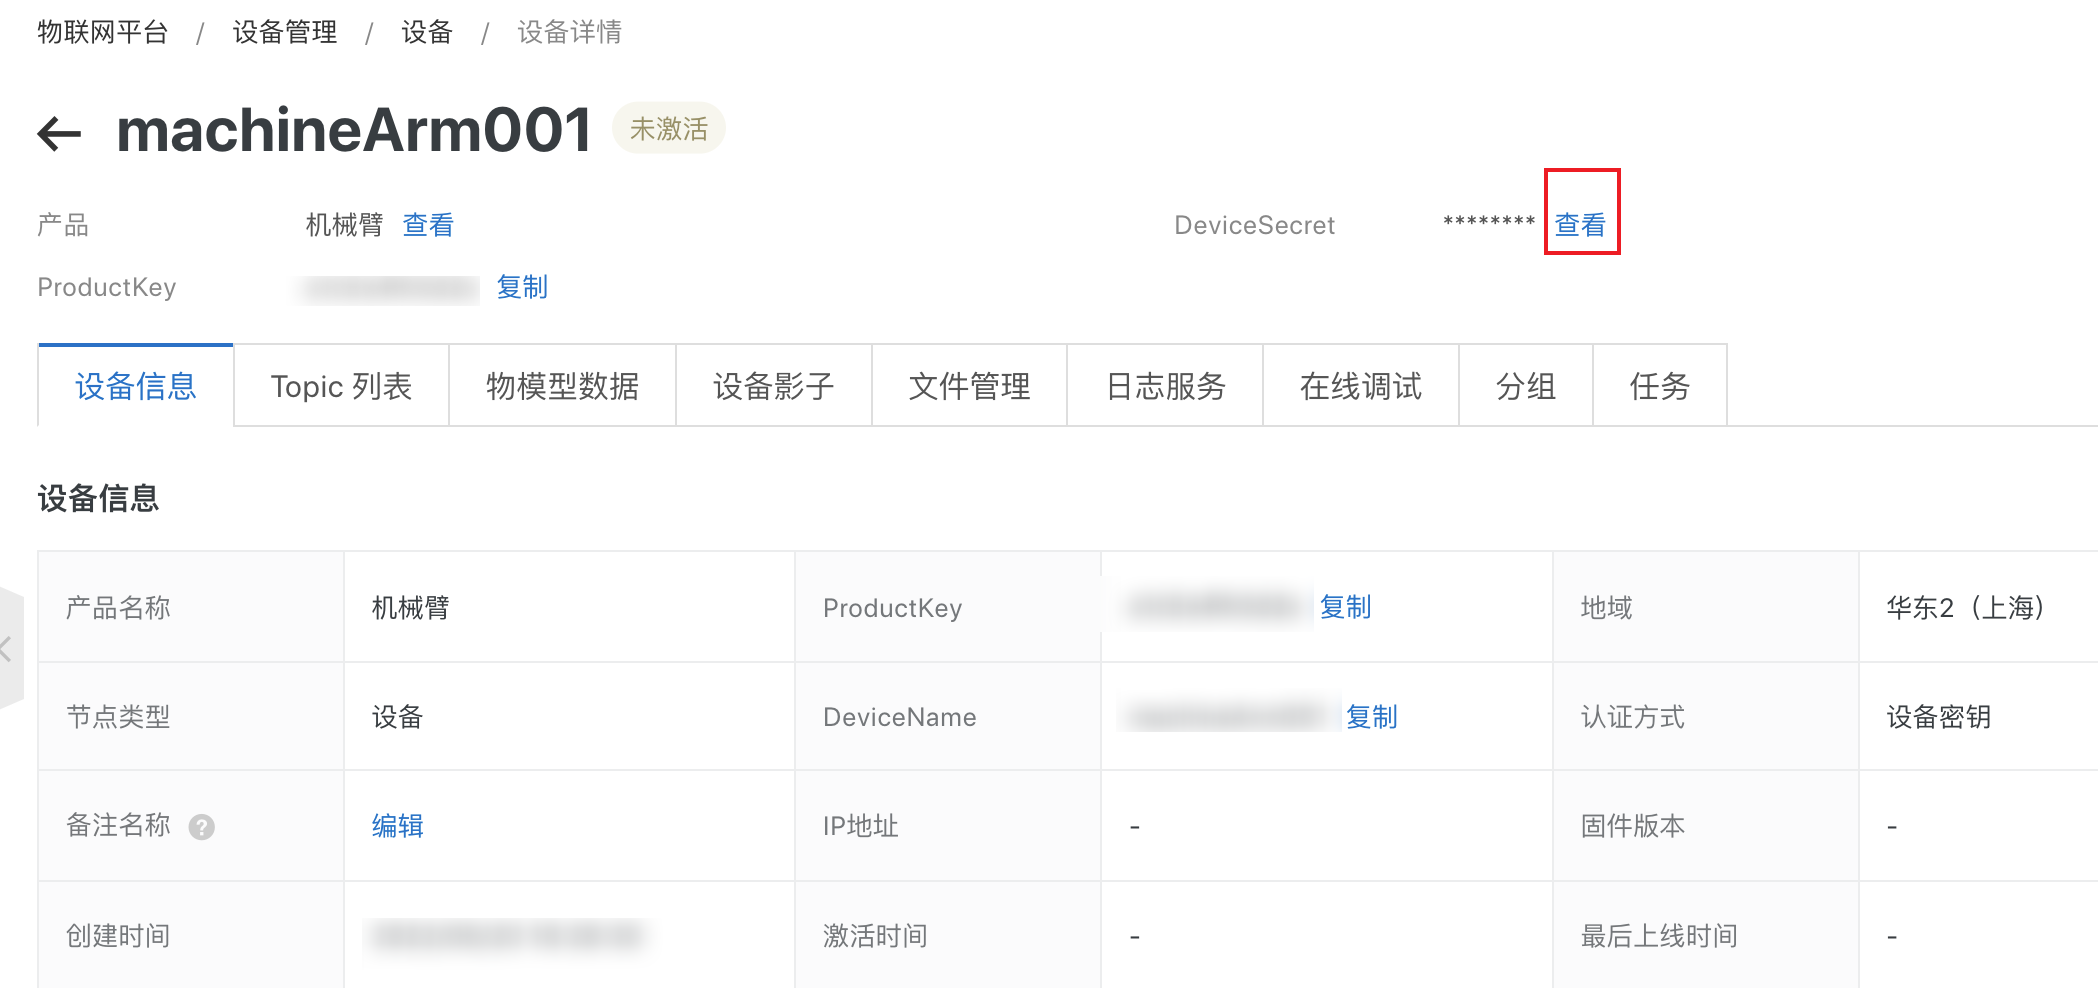 物联网平台 / 设备管理 / 设备 / 设备详情
machineArm001 未激活
产品 机械臂 查看 DeviceSecret ******** 查看
ProductKey 复制
设备信息 Topic 列表 物模型数据 设备影子 文件管理 日志服务 在线调试 分组 任务
设备信息
产品名称 机械臂 ProductKey 复制 地域 华东2（上海）
节点类型 设备 DeviceName 复制 认证方式 设备密钥
备注名称 ? 编辑 IP地址 - 固件版本 -
创建时间 激活时间 - 最后上线时间 -